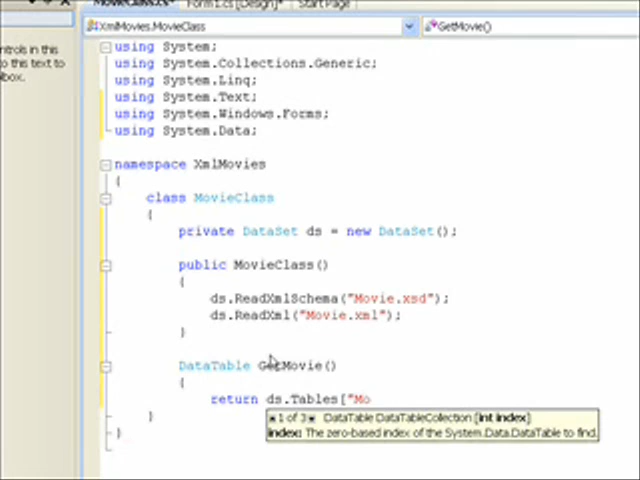 MovieClass.cs* Form1.cs [Design]* Start Page
XmlMovies.MovieClass GetMovie()
ntrols in this
o this text to
lbox.
using System;
using System.Collections.Generic;
using System.Linq;
using System.Text;
using System.Windows.Forms;
using System.Data;
namespace XmlMovies
{
class MovieClass
{
private DataSet ds = new DataSet();
public MovieClass()
{
ds.ReadXmlSchema("Movie.xsd");
ds.ReadXml("Movie.xml");
}
DataTable GetMovie()
{
return ds.Tables["Mo
}
1 of 3 DataTable DataTableCollection [int index]
index: The zero-based index of the System.Data.DataTable to find.
}